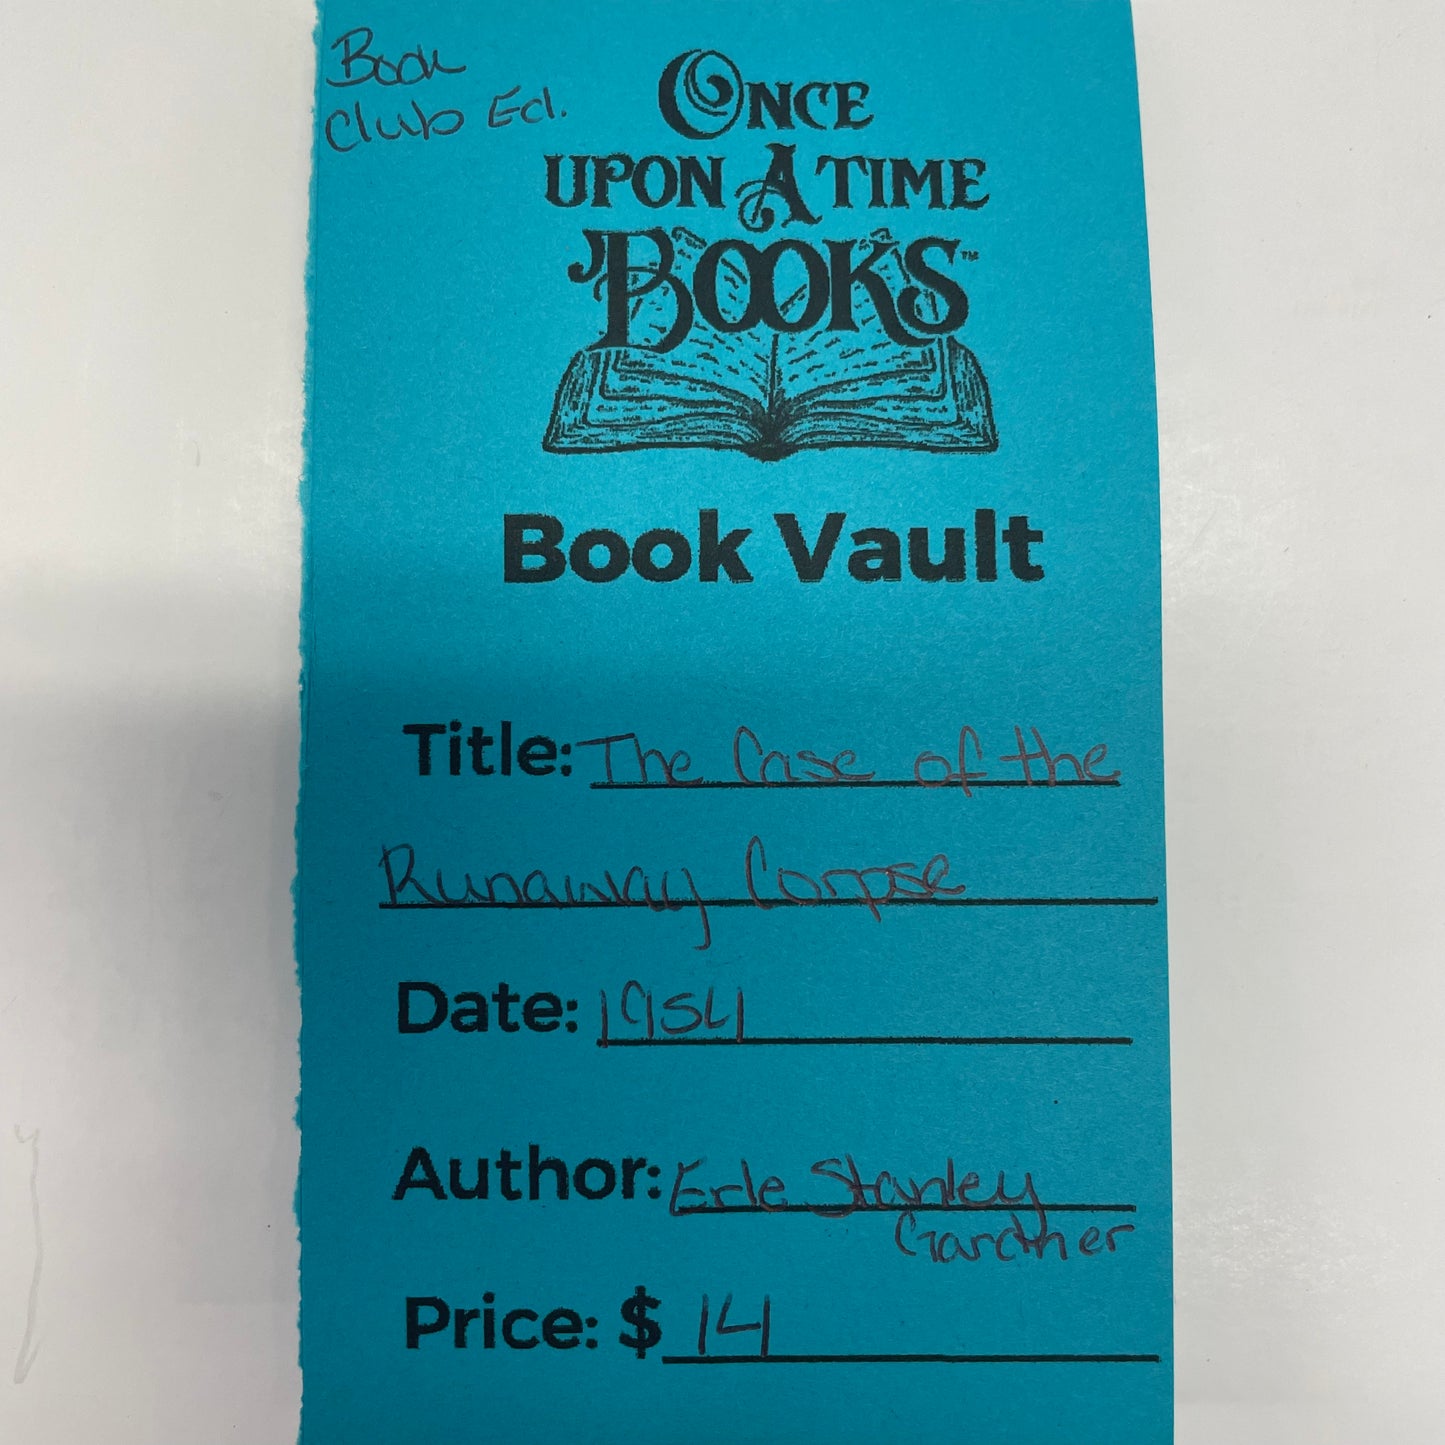 Book
Club Ed.
ONCE
UPON A TIME
BOOKS™
Book Vault
Title: The Case of the
Runaway Corpse
Date: 1954
Author: Erle Stanley
Gardner
Price: $ 14